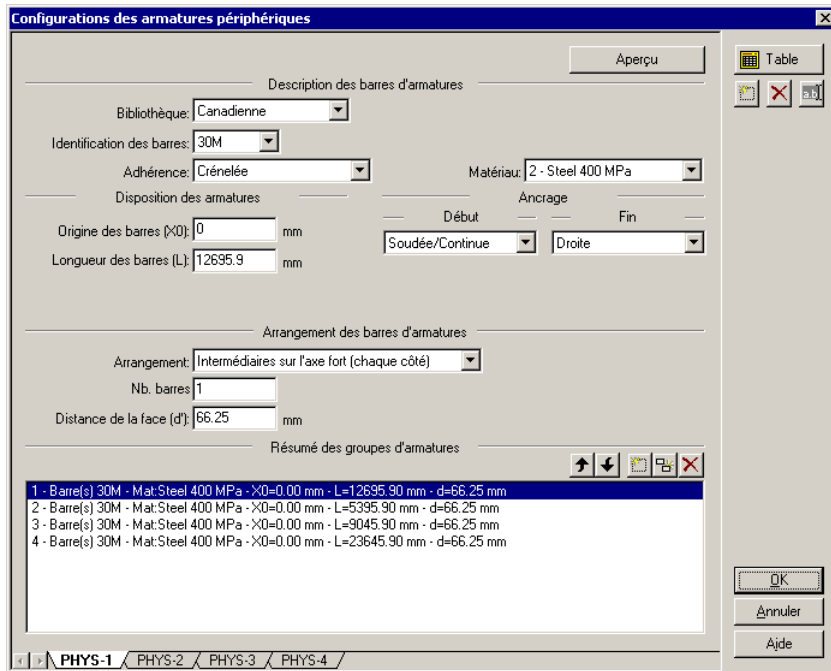 Configurations des armatures périphériques
Aperçu
Table
Description des barres d'armatures
a.b
Bibliothèque: Canadienne
Identification des barres: 30M
Adhérence: Crénelée
Matériau: 2 - Steel 400 MPa
Disposition des armatures
Ancrage
Début
Fin
Origine des barres (X0): 0 mm
Soudée/Continue
Droite
Longueur des barres (L): 12695.9 mm
Arrangement des barres d'armatures
Arrangement: Intermédiaires sur l'axe fort (chaque côté)
Nb. barres 1
Distance de la face (d'): 66.25 mm
Résumé des groupes d'armatures
1 - Barre(s) 30M - Mat:Steel 400 MPa - X0=0.00 mm - L=12695.90 mm - d=66.25 mm
2 - Barre(s) 30M - Mat:Steel 400 MPa - X0=0.00 mm - L=5395.90 mm - d=66.25 mm
3 - Barre(s) 30M - Mat:Steel 400 MPa - X0=0.00 mm - L=9045.90 mm - d=66.25 mm
4 - Barre(s) 30M - Mat:Steel 400 MPa - X0=0.00 mm - L=23645.90 mm - d=66.25 mm
OK
Annuler
Aide
PHYS-1 PHYS-2 PHYS-3 PHYS-4